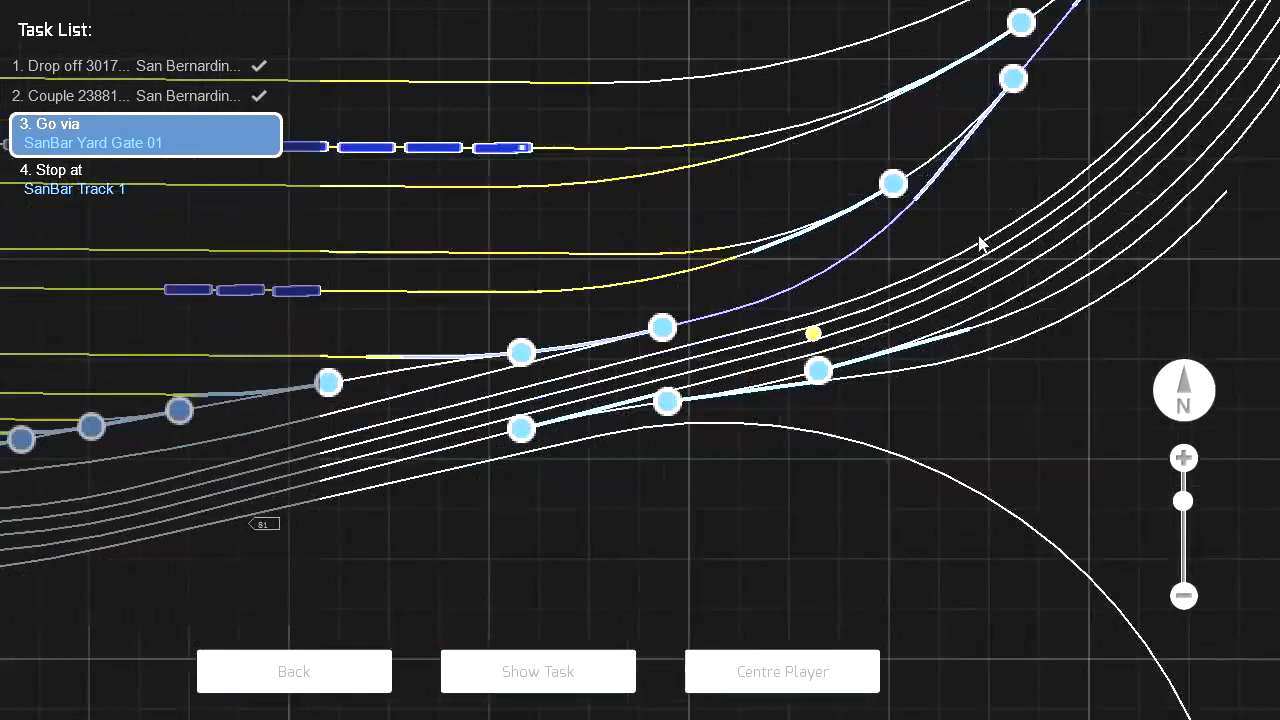 Task List:
1. Drop off 3017... San Bernardin...
2. Couple 23881... San Bernardin...
3. Go via
SanBar Yard Gate 01
4. Stop at
SanBar Track 1
N
S1
Back Show Task Centre Player